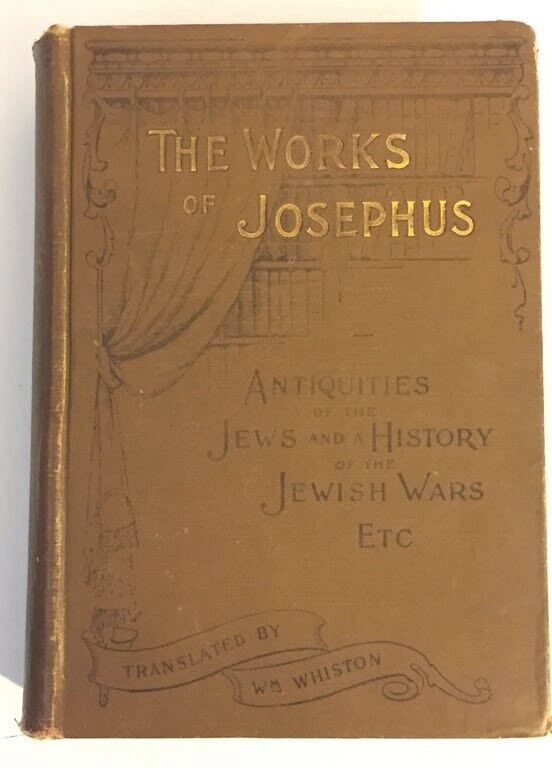 THE WORKS
OF JOSEPHUS
ANTIQUITIES
OF THE
JEWS AND A HISTORY
OF THE
JEWISH WARS
ETC
TRANSLATED BY
WM WHISTON